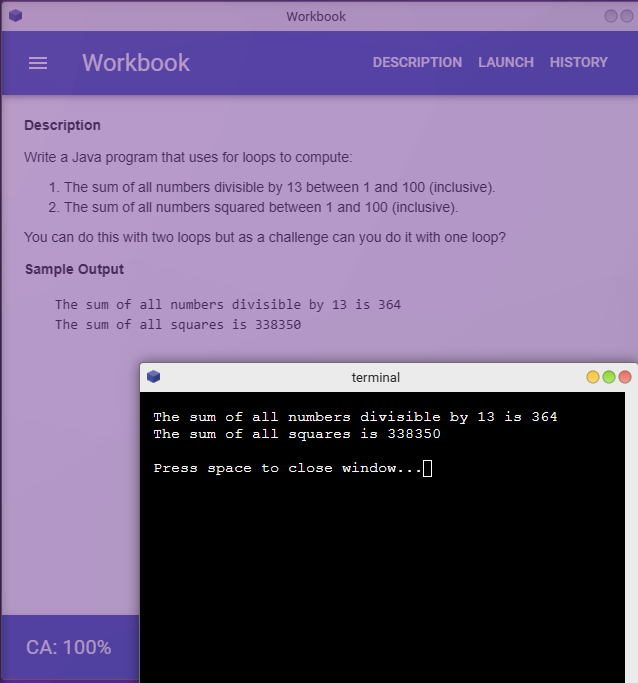 Workbook
Workbook
DESCRIPTION LAUNCH HISTORY
Description
Write a Java program that uses for loops to compute:
1. The sum of all numbers divisible by 13 between 1 and 100 (inclusive).
2. The sum of all numbers squared between 1 and 100 (inclusive).
You can do this with two loops but as a challenge can you do it with one loop?
Sample Output
The sum of all numbers divisible by 13 is 364
The sum of all squares is 338350
terminal
The sum of all numbers divisible by 13 is 364
The sum of all squares is 338350
Press space to close window...
CA: 100%